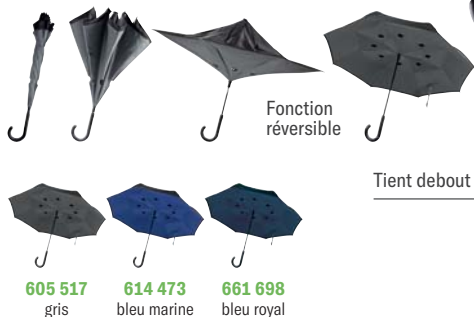 Fonction
réversible
Tient debout
605 517
gris
614 473
bleu marine
661 698
bleu royal